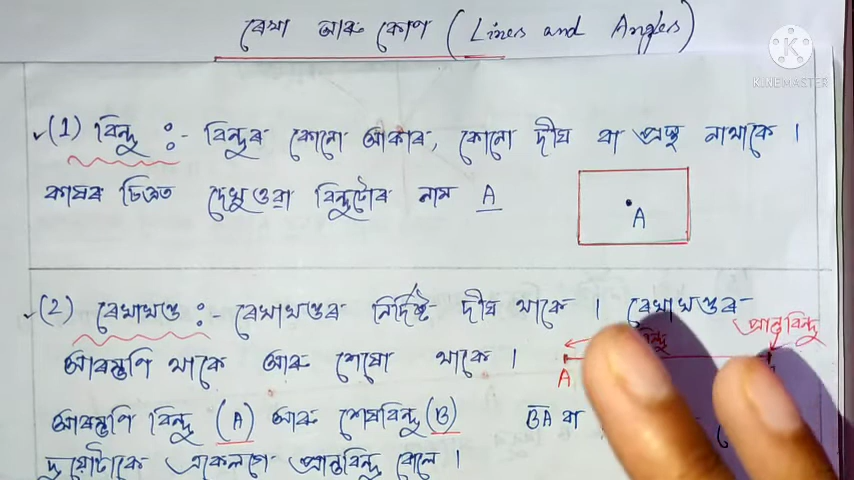 ৰেখা আৰু কোণ (Lines and Angles)
KINEMASTER
(1) বিন্দু :- বিন্দুৰ কোনো আকাৰ, কোনো দীঘ বা প্ৰস্থ নাথাকে ।
কাষৰ চিত্ৰত দেখুওৱা বিন্দুটোৰ নাম A
A
(2) ৰেখাখণ্ড :- ৰেখাখণ্ডৰ নিৰ্দিষ্ট দীঘ থাকে । ৰেখাখণ্ডৰ
আৰম্ভণি থাকে আৰু শেষো থাকে ।
প্ৰান্তবিন্দু
বিন্দু
A
আৰম্ভণি বিন্দু (A) আৰু শেষবিন্দু (B)
BA বা
দুয়োটাকে একেলগে প্ৰান্তবিন্দু বোলে ।